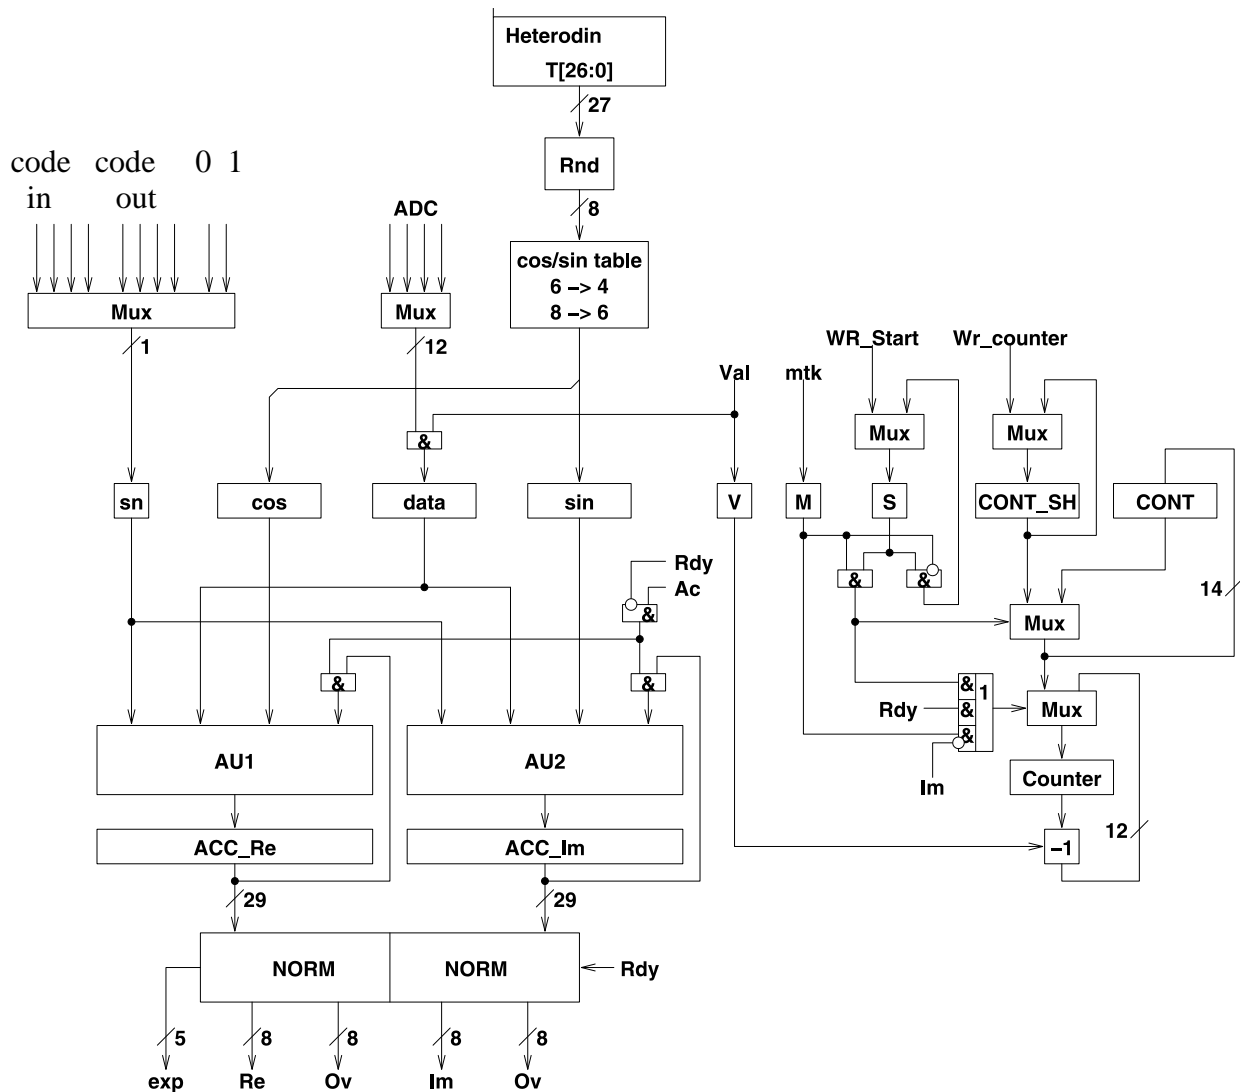 Heterodin
T[26:0]
27
code code 0 1
in out
Rnd
ADC
8
cos/sin table
6 −> 4
8 −> 6
Mux
Mux
1
12
WR_Start
Wr_counter
Val
mtk
Mux
Mux
&
sn
cos
data
sin
V
M
S
CONT_SH
CONT
Rdy
Ac
&
&
&
14
Mux
&
&
&
1
Rdy
&
&
Mux
AU1
AU2
Im
Counter
ACC_Re
ACC_Im
12
−1
29
29
NORM
NORM
Rdy
5
8
8
8
8
exp
Re
Ov
Im
Ov